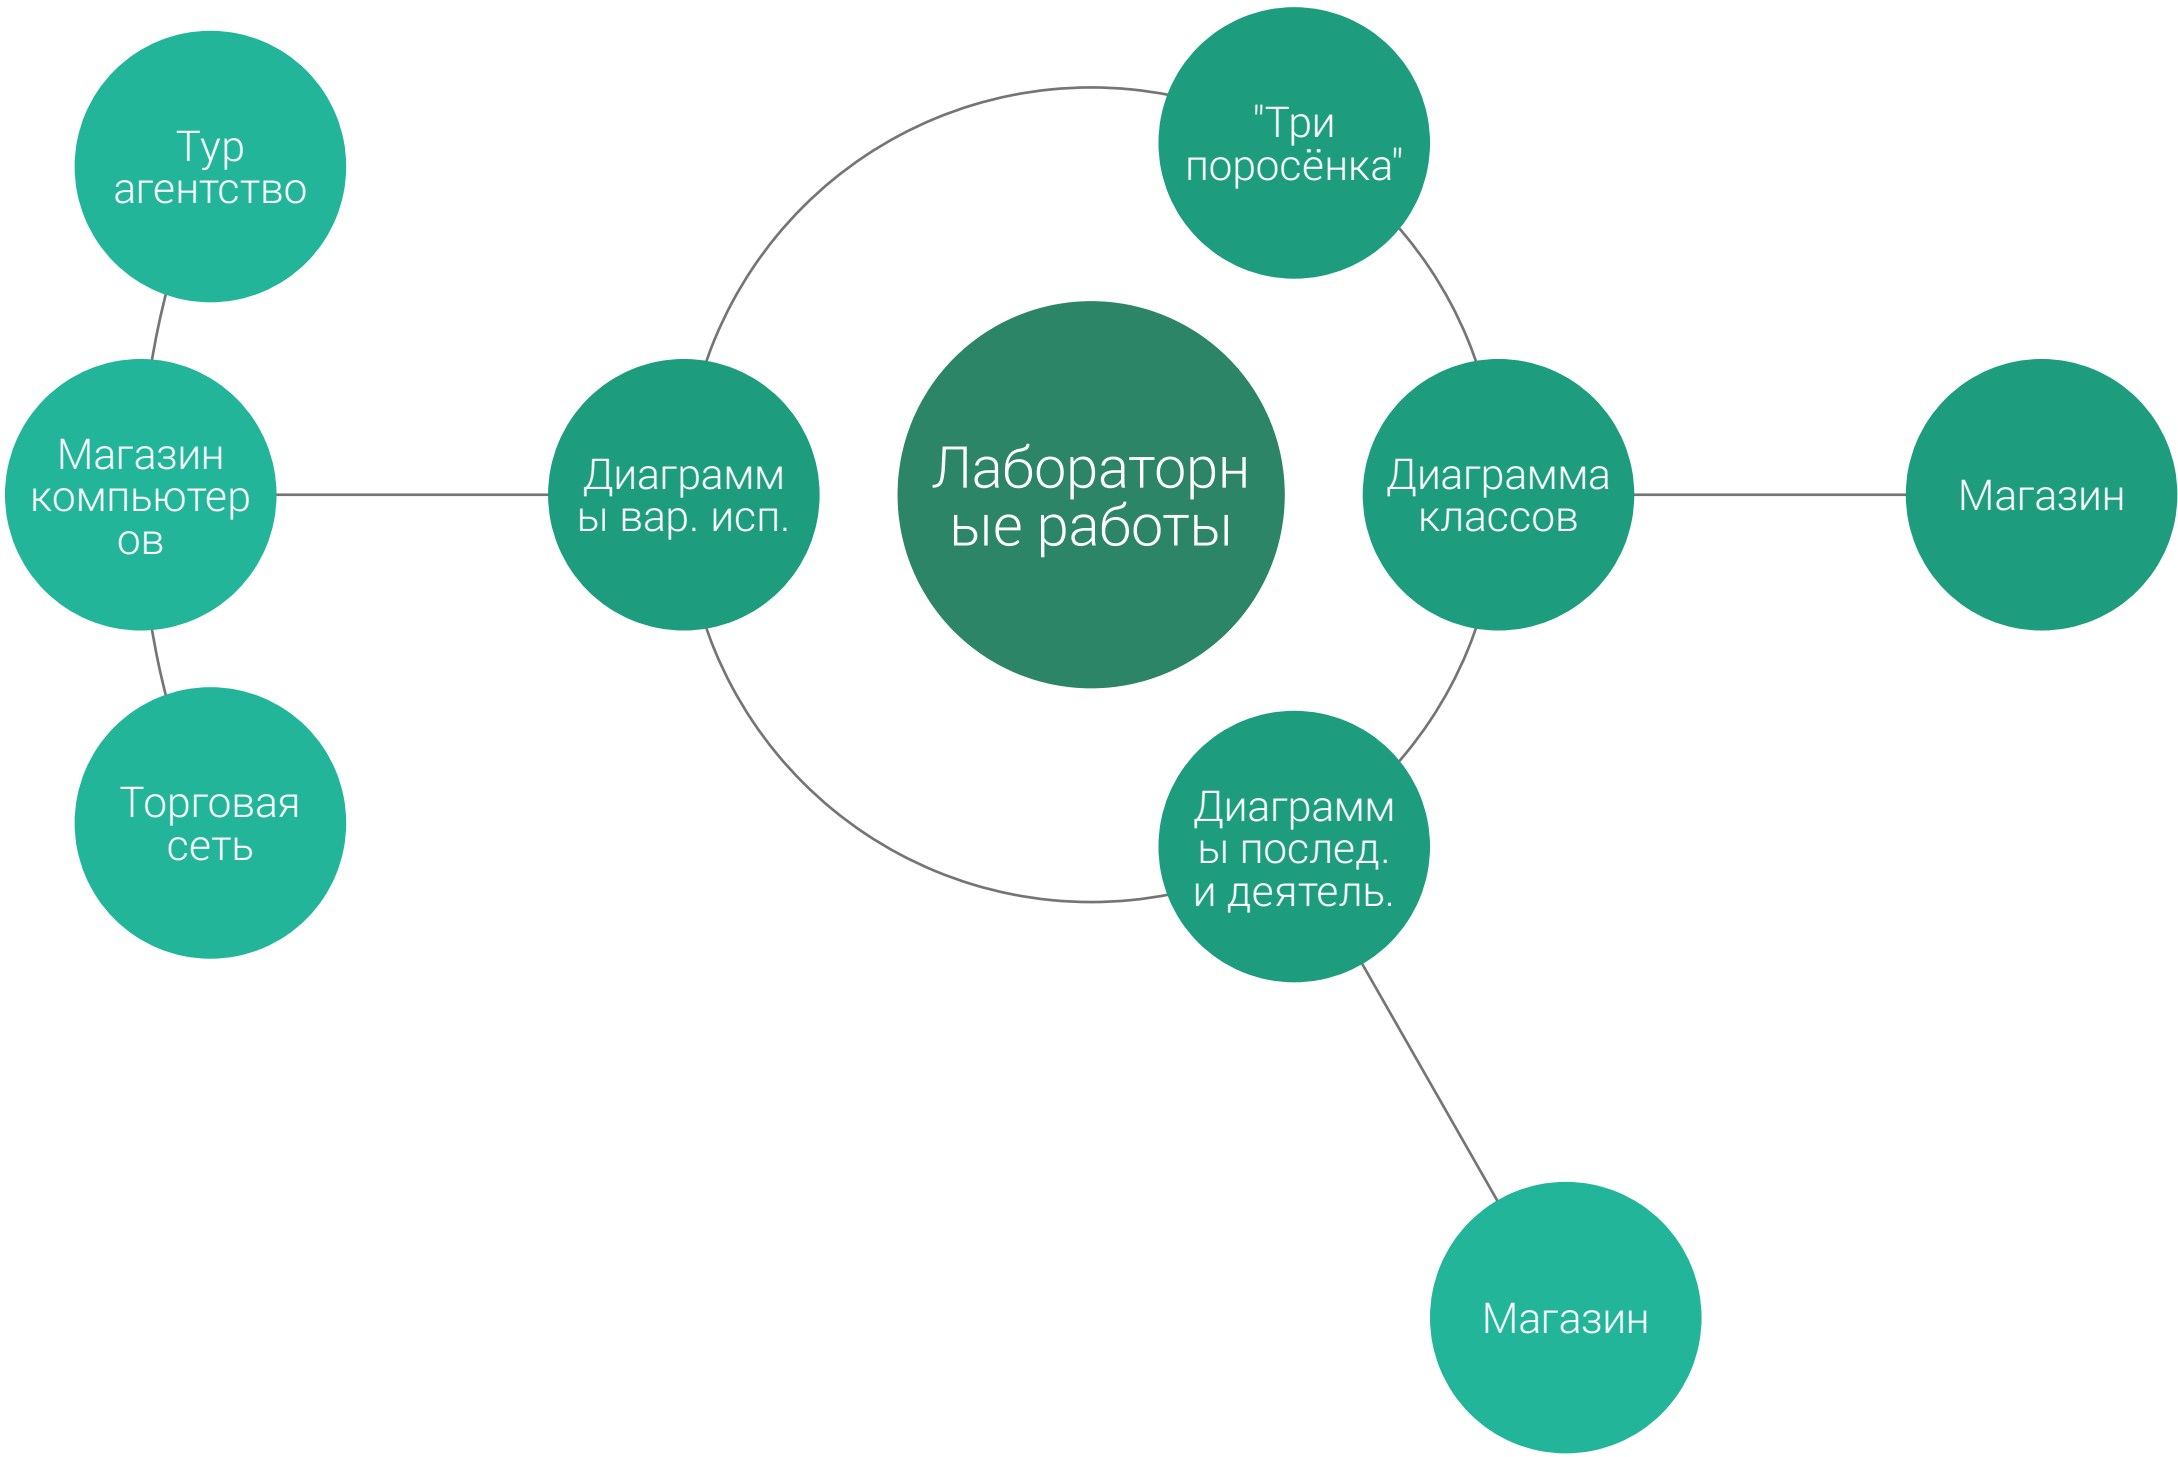 "Три
поросёнка"
Тур
агентство
Магазин
компьютер
ов
Диаграмм
ы вар. исп.
Лабораторн
ые работы
Диаграмма
классов
Магазин
Торговая
сеть
Диаграмм
ы послед.
и деятель.
Магазин